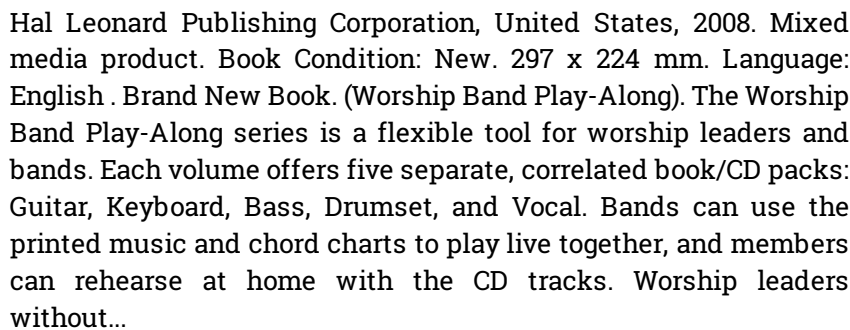 Hal Leonard Publishing Corporation, United States, 2008. Mixed
media product. Book Condition: New. 297 x 224 mm. Language:
English . Brand New Book. (Worship Band Play-Along). The Worship
Band Play-Along series is a flexible tool for worship leaders and
bands. Each volume offers five separate, correlated book/CD packs:
Guitar, Keyboard, Bass, Drumset, and Vocal. Bands can use the
printed music and chord charts to play live together, and members
can rehearse at home with the CD tracks. Worship leaders
without...